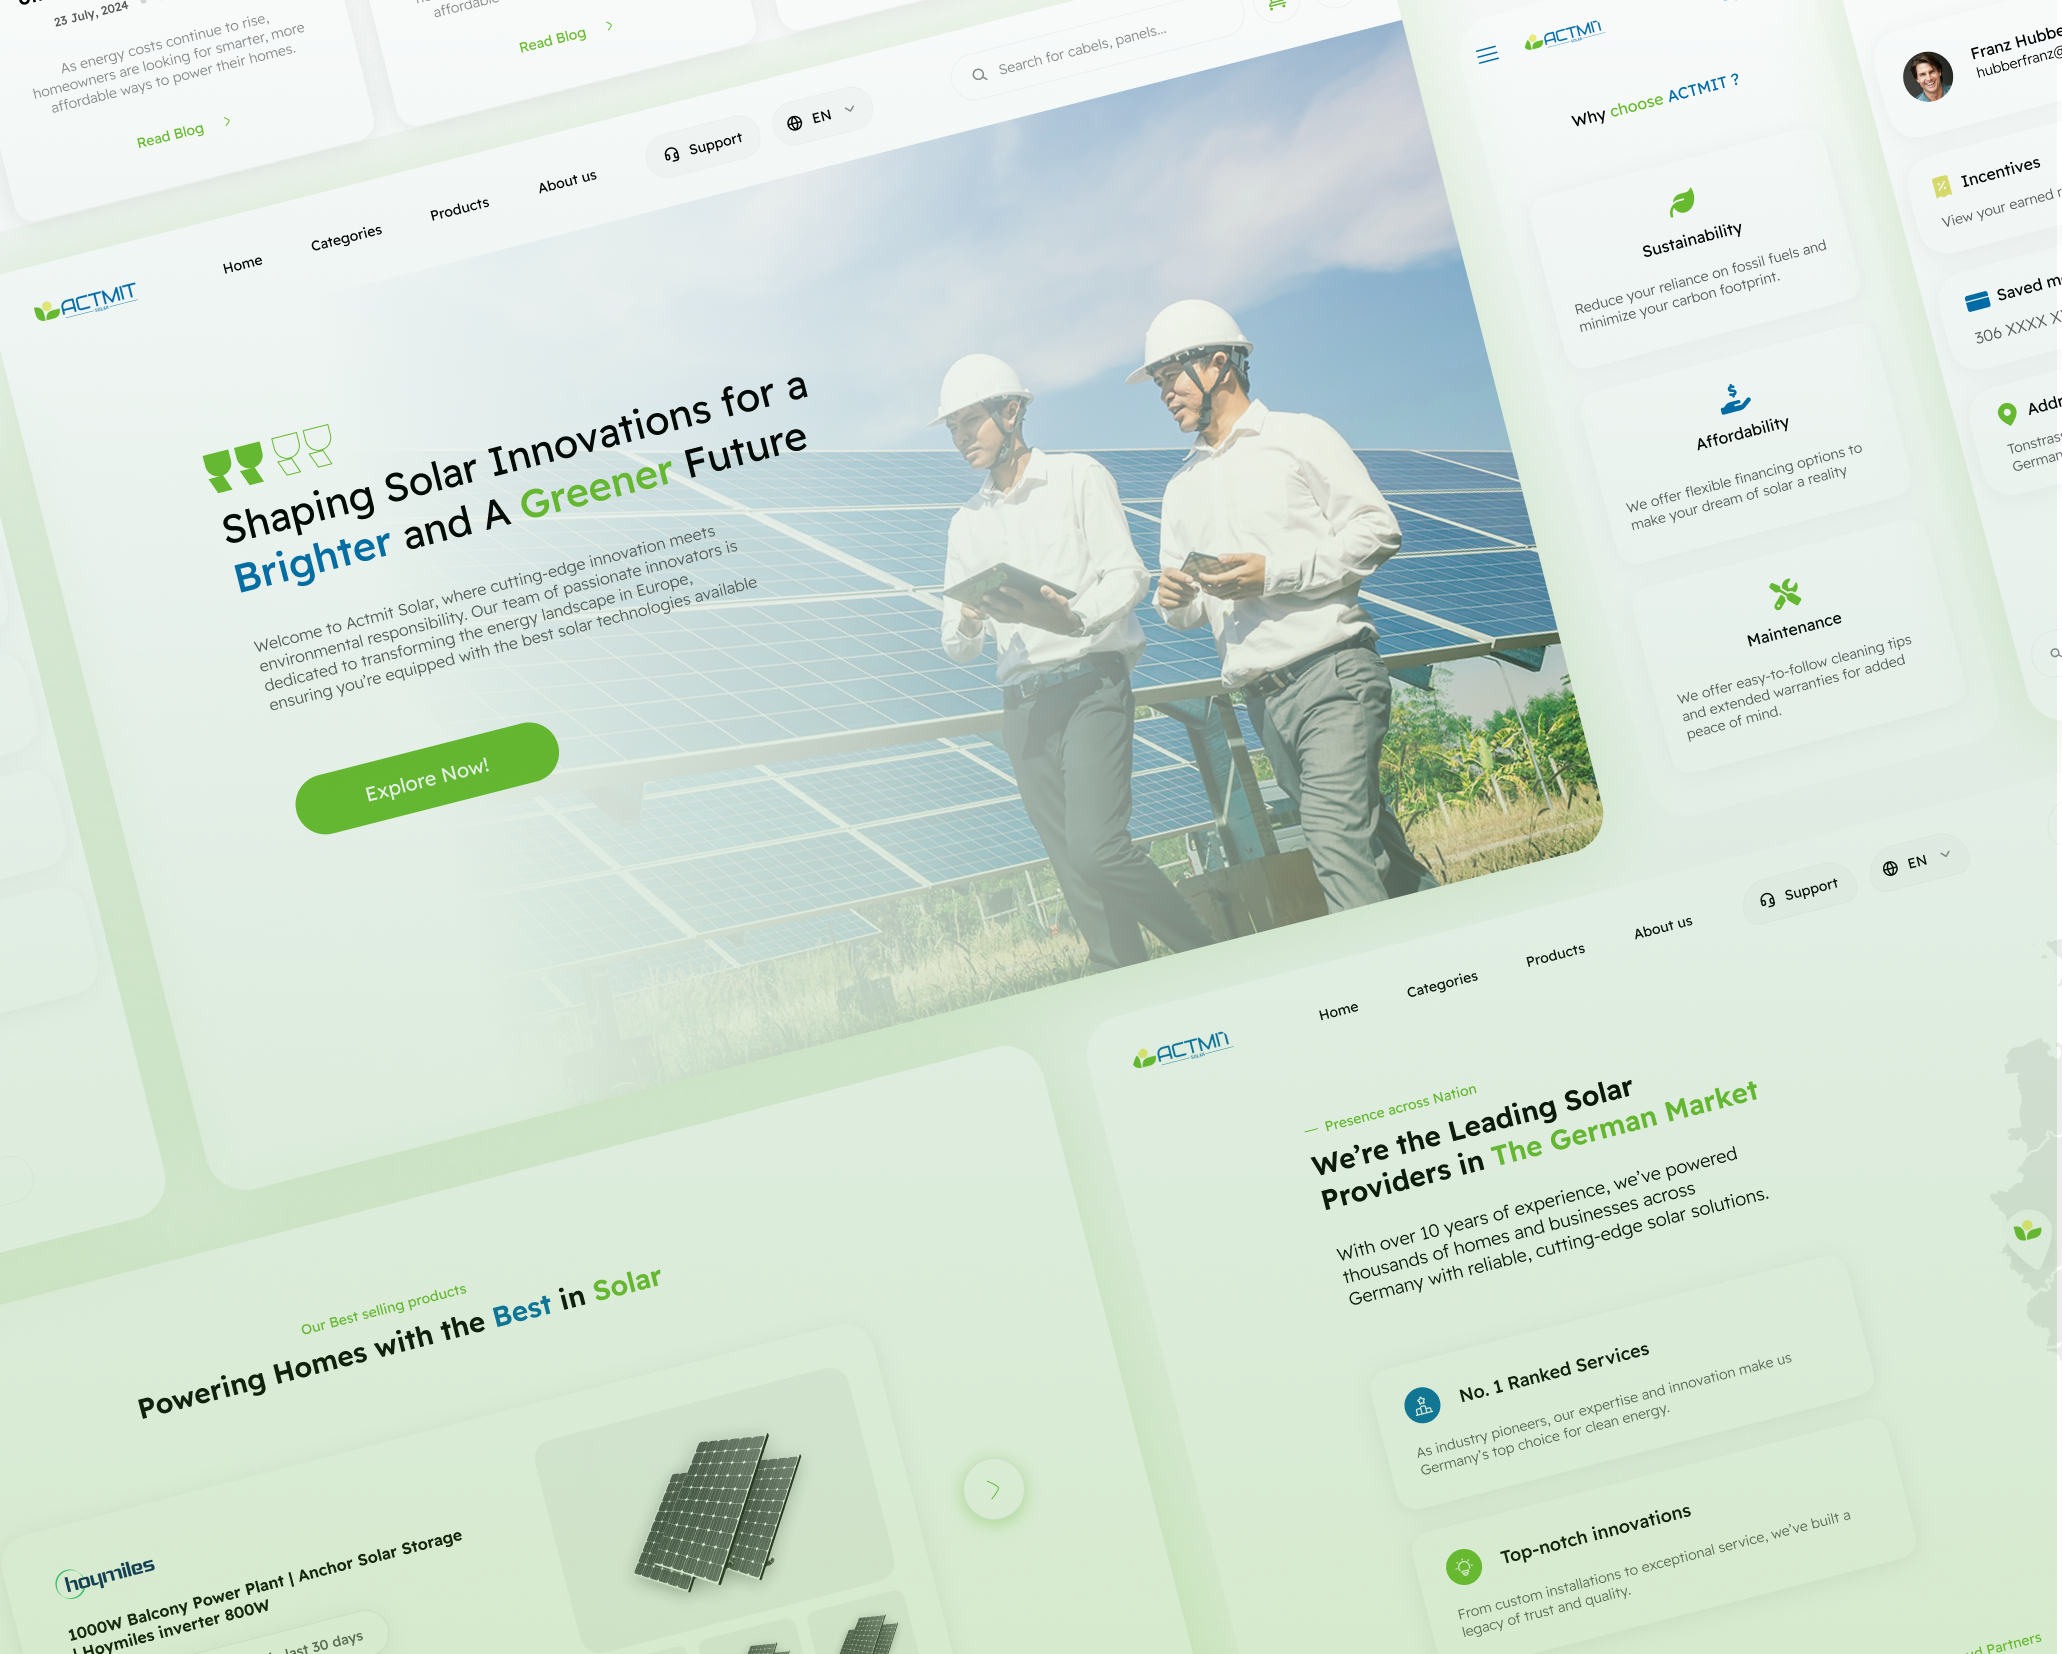 23 July, 2024
As energy costs continue to rise,
homeowners are looking for smarter, more
affordable ways to power their homes.
Read Blog
affordable
Read Blog
ACTMIT
SOLAR
Home
Categories
Products
About us
Support
EN
Search for cabels, panels...
Shaping Solar Innovations for a
Brighter and A Greener Future
Welcome to Actmit Solar, where cutting-edge innovation meets
environmental responsibility. Our team of passionate innovators is
dedicated to transforming the energy landscape in Europe,
ensuring you’re equipped with the best solar technologies available
Explore Now!
ACTMIT
SOLAR
Why choose ACTMIT ?
Sustainability
Reduce your reliance on fossil fuels and
minimize your carbon footprint.
Affordability
We offer flexible financing options to
make your dream of solar a reality
Maintenance
We offer easy-to-follow cleaning tips
and extended warranties for added
peace of mind.
Franz Hubbe
hubberfranz@
Incentives
View your earned r
Saved m
306 XXXX X
Addr
Tonstras
German
Our Best selling products
Powering Homes with the Best in Solar
hoymiles
1000W Balcony Power Plant | Anchor Solar Storage
| Hoymiles inverter 800W
last 30 days
ACTMIT
SOLAR
Home
Categories
Products
About us
Support
EN
— Presence across Nation
We’re the Leading Solar
Providers in The German Market
With over 10 years of experience, we’ve powered
thousands of homes and businesses across
Germany with reliable, cutting-edge solar solutions.
No. 1 Ranked Services
As industry pioneers, our expertise and innovation make us
Germany’s top choice for clean energy.
Top-notch innovations
From custom installations to exceptional service, we’ve built a
legacy of trust and quality.
Partners